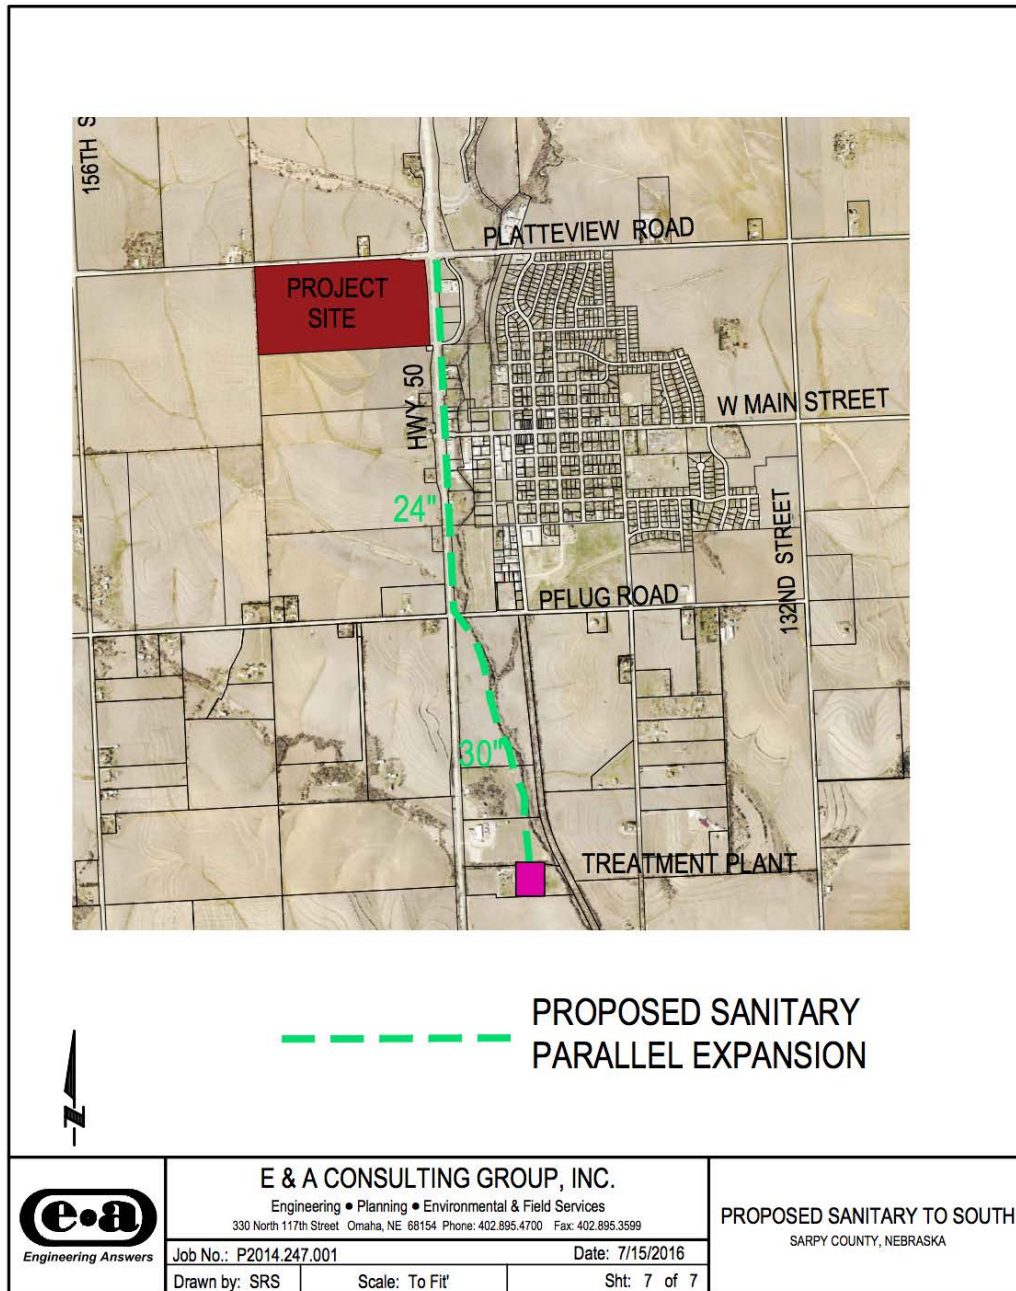 156TH S
PLATTEVIEW ROAD
PROJECT
SITE
HWY 50
W MAIN STREET
24"
132ND STREET
PFLUG ROAD
30"
TREATMENT PLANT
PROPOSED SANITARY
PARALLEL EXPANSION
N
e•a
Engineering Answers
E & A CONSULTING GROUP, INC.
Engineering • Planning • Environmental & Field Services
330 North 117th Street Omaha, NE 68154 Phone: 402.895.4700 Fax: 402.895.3599
Job No.: P2014.247.001 Date: 7/15/2016
Drawn by: SRS Scale: To Fit' Sht: 7 of 7
PROPOSED SANITARY TO SOUTH
SARPY COUNTY, NEBRASKA